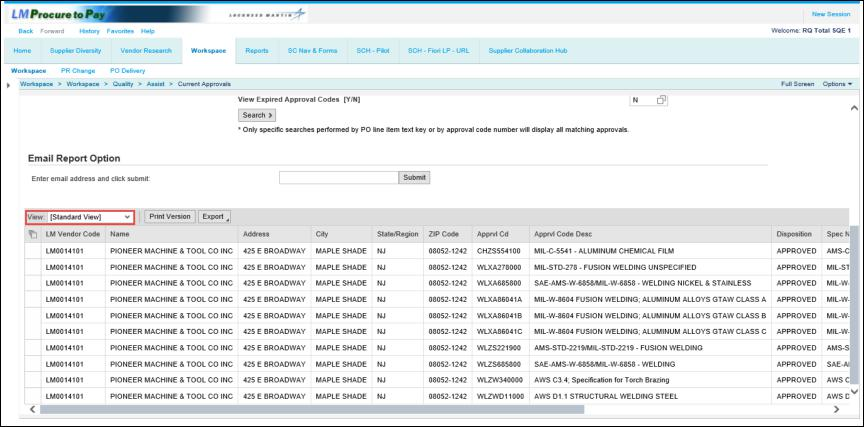 LM Procure to Pay LOCKHEED MARTIN New Session
Back Forward History Favorites Help Welcome: RQ Total SQE 1
Home Supplier Diversity Vendor Research Workspace Reports SC Nav & Forms SCH - Pilot SCH - Fiori LP - URL Supplier Collaboration Hub
Workspace PR Change PO Delivery
Workspace > Workspace > Quality > Assist > Current Approvals Full Screen Options
View Expired Approval Codes [Y/N] N
Search >
* Only specific searches performed by PO line item text key or by approval code number will display all matching approvals.
Email Report Option
Enter email address and click submit: Submit
View: [Standard View] Print Version Export
LM Vendor Code Name Address City State/Region ZIP Code Apprvl Cd Apprvl Code Desc Disposition Spec N
LM0014101 PIONEER MACHINE & TOOL CO INC 425 E BROADWAY MAPLE SHADE NJ 08052-1242 CHZS554100 MIL-C-5541 - ALUMINUM CHEMICAL FILM APPROVED AMS-C
LM0014101 PIONEER MACHINE & TOOL CO INC 425 E BROADWAY MAPLE SHADE NJ 08052-1242 WLXA278000 MIL-STD-278 - FUSION WELDING UNSPECIFIED APPROVED MIL-ST
LM0014101 PIONEER MACHINE & TOOL CO INC 425 E BROADWAY MAPLE SHADE NJ 08052-1242 WLXA685800 SAE-AMS-W-6858/MIL-W-6858 - WELDING NICKEL & STAINLESS APPROVED MIL-W-
LM0014101 PIONEER MACHINE & TOOL CO INC 425 E BROADWAY MAPLE SHADE NJ 08052-1242 WLXA86041A MIL-W-8604 FUSION WELDING; ALUMINUM ALLOYS GTAW CLASS A APPROVED MIL-W-
LM0014101 PIONEER MACHINE & TOOL CO INC 425 E BROADWAY MAPLE SHADE NJ 08052-1242 WLXA86041B MIL-W-8604 FUSION WELDING; ALUMINUM ALLOYS GTAW CLASS B APPROVED MIL-W-
LM0014101 PIONEER MACHINE & TOOL CO INC 425 E BROADWAY MAPLE SHADE NJ 08052-1242 WLXA86041C MIL-W-8604 FUSION WELDING; ALUMINUM ALLOYS GTAW CLASS C APPROVED MIL-W-
LM0014101 PIONEER MACHINE & TOOL CO INC 425 E BROADWAY MAPLE SHADE NJ 08052-1242 WLZS221900 AMS-STD-2219/MIL-STD-2219 - FUSION WELDING APPROVED AMS-S
LM0014101 PIONEER MACHINE & TOOL CO INC 425 E BROADWAY MAPLE SHADE NJ 08052-1242 WLZS685800 SAE-AMS-W-6858/MIL-W-6858 - WELDING APPROVED SAE-A
LM0014101 PIONEER MACHINE & TOOL CO INC 425 E BROADWAY MAPLE SHADE NJ 08052-1242 WLZW340000 AWS C3.4; Specification for Torch Brazing APPROVED AWS C
LM0014101 PIONEER MACHINE & TOOL CO INC 425 E BROADWAY MAPLE SHADE NJ 08052-1242 WLZWD11000 AWS D1.1 STRUCTURAL WELDING STEEL APPROVED AWS D